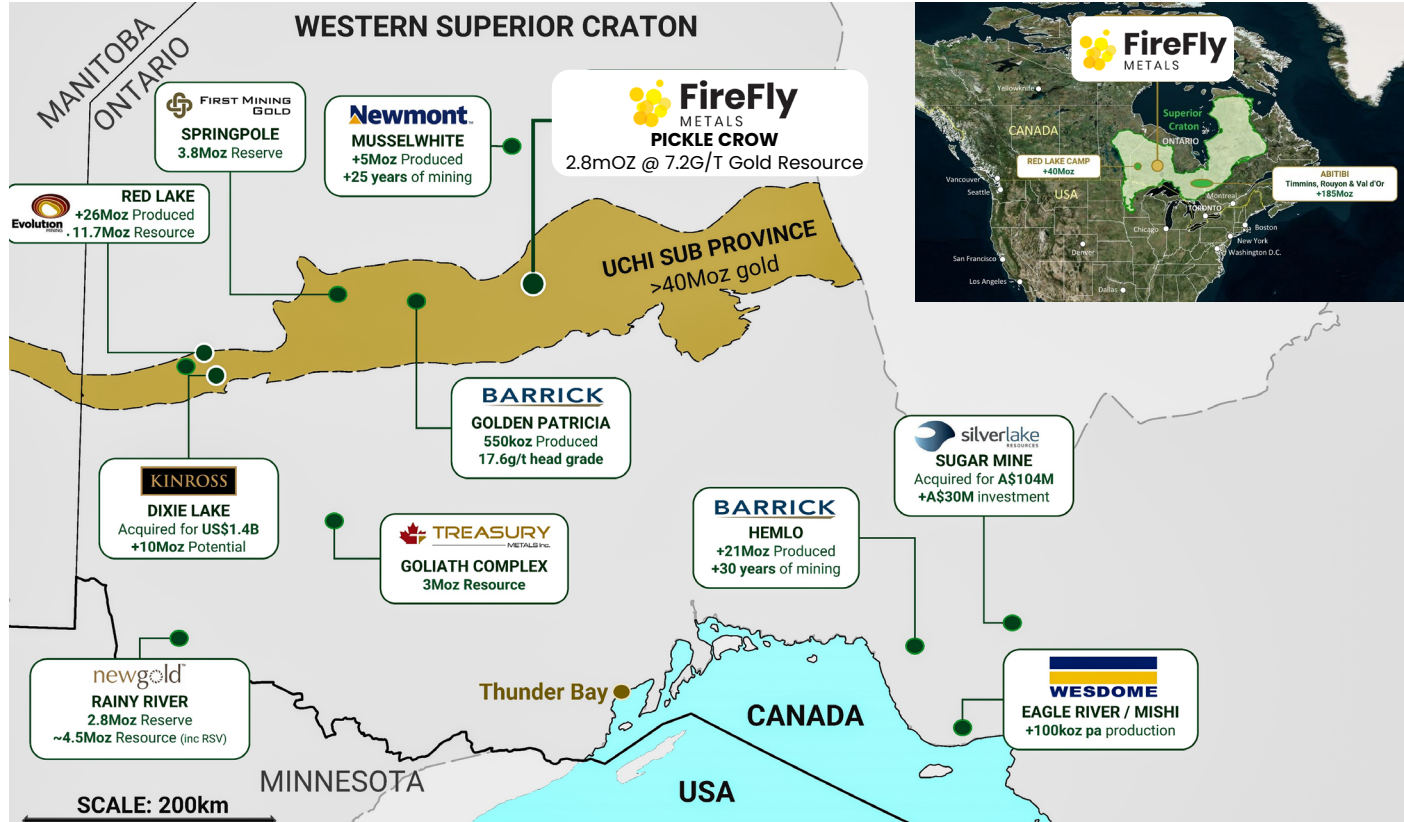 WESTERN SUPERIOR CRATON
MANITOBA
ONTARIO
FIRST MINING
GOLD
SPRINGPOLE
3.8Moz Reserve
Newmont™
MUSSELWHITE
+5Moz Produced
+25 years of mining
FireFly
METALS
PICKLE CROW
2.8mOZ @ 7.2G/T Gold Resource
Evolution
MINING
RED LAKE
+26Moz Produced
11.7Moz Resource
UCHI SUB PROVINCE
>40Moz gold
FireFly
METALS
Yellowknife
CANADA
Superior
Craton
ONTARIO
RED LAKE CAMP
+40Moz
ABITIBI
Timmins, Rouyon & Val d'Or
+185Moz
Vancouver
Seattle
USA
Montreal
TORONTO
Chicago
Boston
New York
Washington D.C.
Denver
San Francisco
Los Angeles
Dallas
BARRICK
GOLDEN PATRICIA
550koz Produced
17.6g/t head grade
KINROSS
DIXIE LAKE
Acquired for US$1.4B
+10Moz Potential
TREASURY
METALS Inc.
GOLIATH COMPLEX
3Moz Resource
BARRICK
HEMLO
+21Moz Produced
+30 years of mining
silverlake
RESOURCES
SUGAR MINE
Acquired for A$104M
+A$30M investment
newgold™
RAINY RIVER
2.8Moz Reserve
~4.5Moz Resource (inc RSV)
Thunder Bay
CANADA
WESDOME
EAGLE RIVER / MISHI
+100koz pa production
MINNESOTA
USA
SCALE: 200km